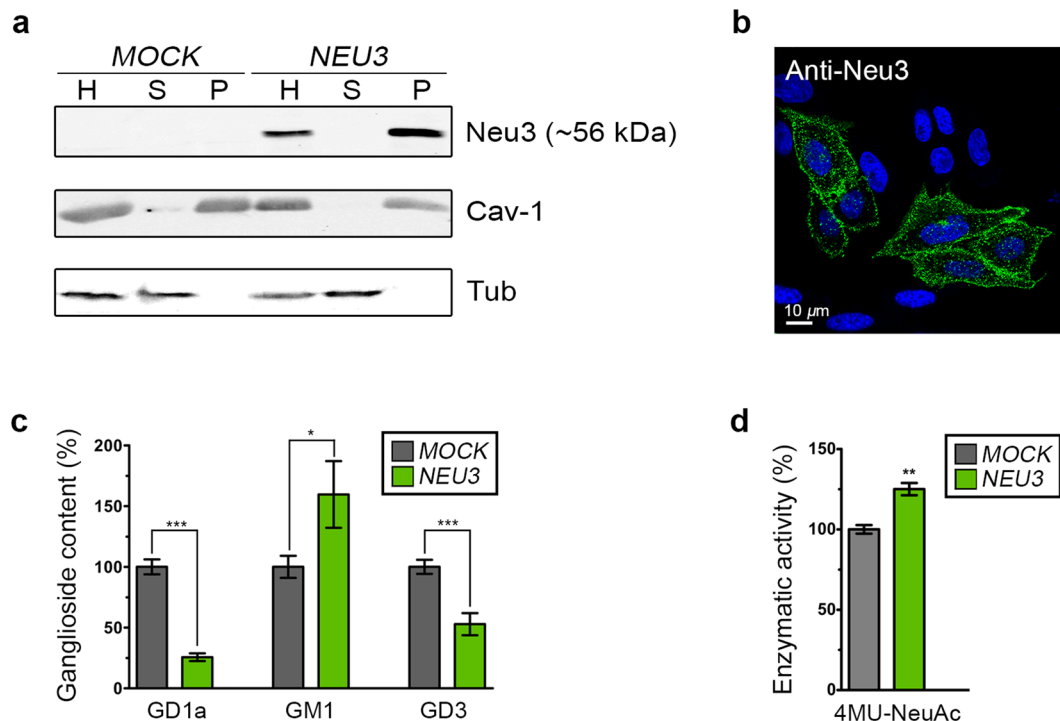 a
MOCK NEU3
H S P H S P
Neu3 (~56 kDa)
Cav-1
Tub
b
Anti-Neu3
10 µm
c
Ganglioside content (%)
200
150
100
50
0
***
*
***
MOCK
NEU3
GD1a GM1 GD3
d
Enzymatic activity (%)
150
100
50
0
**
MOCK
NEU3
4MU-NeuAc